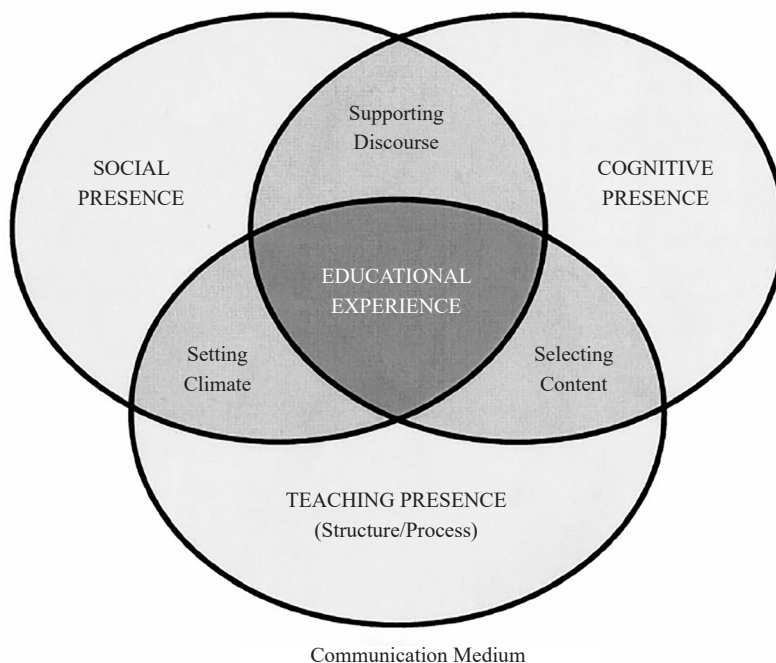 Supporting
Discourse
SOCIAL
PRESENCE
COGNITIVE
PRESENCE
EDUCATIONAL
EXPERIENCE
Setting
Climate
Selecting
Content
TEACHING PRESENCE
(Structure/Process)
Communication Medium